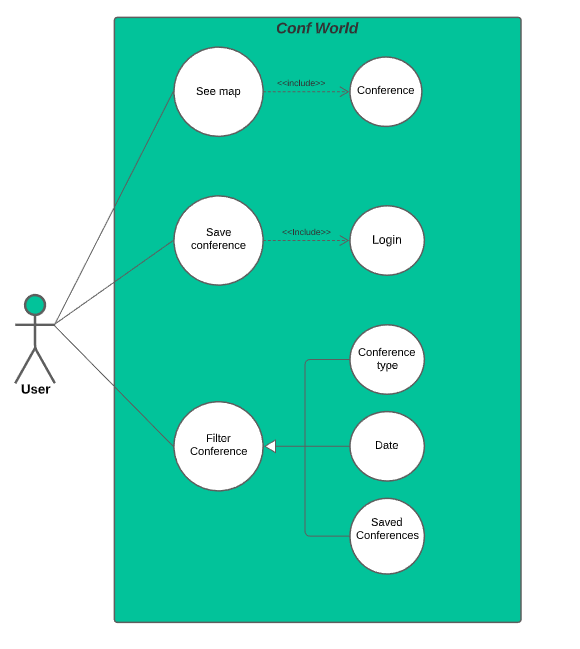 Conf World
See map
<<include>>
Conference
Save
conference
<<Include>>
Login
User
Filter
Conference
Conference
type
Date
Saved
Conferences